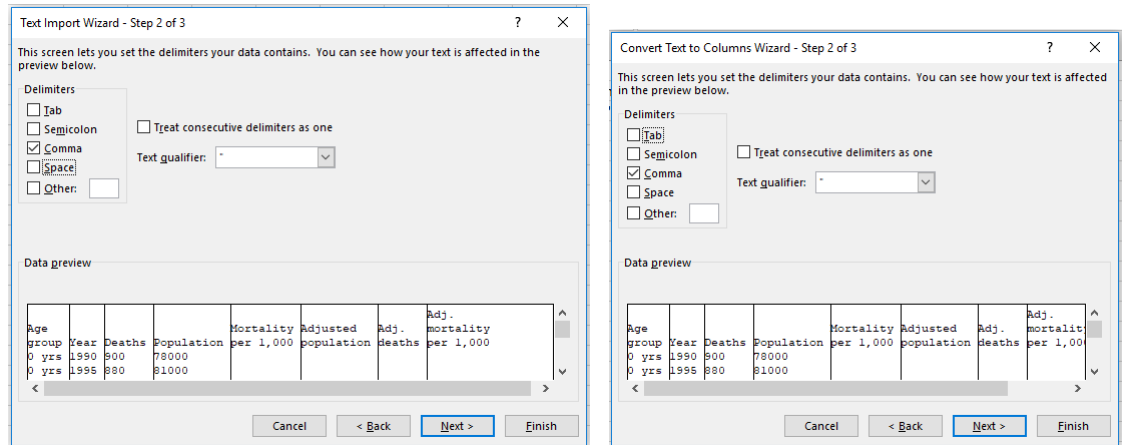 Text Import Wizard - Step 2 of 3
This screen lets you set the delimiters your data contains. You can see how your text is affected in the
preview below.
Delimiters
Tab
Semicolon
Comma
Space
Other:
Treat consecutive delimiters as one
Text qualifier: "
Data preview
Adj.
Age Mortality Adjusted Adj. mortality
group Year Deaths Population per 1,000 population deaths per 1,000
0 yrs 1990 900 78000
0 yrs 1995 880 81000
Cancel < Back Next > Finish
Convert Text to Columns Wizard - Step 2 of 3
This screen lets you set the delimiters your data contains. You can see how your text is affected
in the preview below.
Delimiters
Tab
Semicolon
Comma
Space
Other:
Treat consecutive delimiters as one
Text qualifier: "
Data preview
Adj.
Age Mortality Adjusted Adj. mortality
group Year Deaths Population per 1,000 population deaths per 1,00
0 yrs 1990 900 78000
0 yrs 1995 880 81000
Cancel < Back Next > Finish